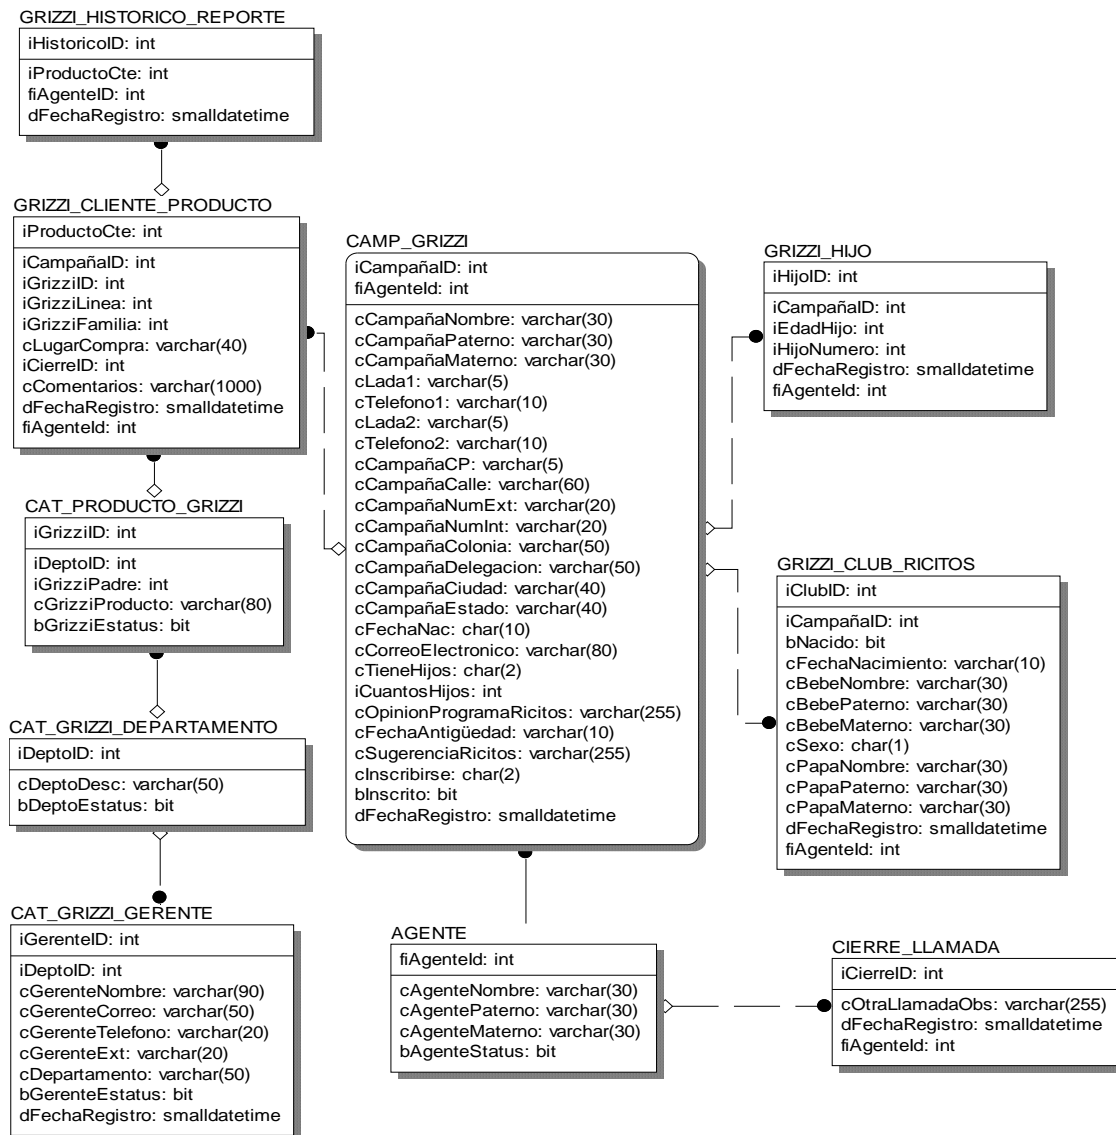 GRIZZI_HISTORICO_REPORTE
iHistoricoID: int
iProductoCte: int
fiAgenteID: int
dFechaRegistro: smalldatetime
GRIZZI_CLIENTE_PRODUCTO
iProductoCte: int
iCampañaID: int
iGrizziID: int
iGrizziLinea: int
iGrizziFamilia: int
cLugarCompra: varchar(40)
iCierreID: int
cComentarios: varchar(1000)
dFechaRegistro: smalldatetime
fiAgenteId: int
CAT_PRODUCTO_GRIZZI
iGrizziID: int
iDeptoID: int
iGrizziPadre: int
cGrizziProducto: varchar(80)
bGrizziEstatus: bit
CAT_GRIZZI_DEPARTAMENTO
iDeptoID: int
cDeptoDesc: varchar(50)
bDeptoEstatus: bit
CAT_GRIZZI_GERENTE
iGerenteID: int
iDeptoID: int
cGerenteNombre: varchar(90)
cGerenteCorreo: varchar(50)
cGerenteTelefono: varchar(20)
cGerenteExt: varchar(20)
cDepartamento: varchar(50)
bGerenteEstatus: bit
dFechaRegistro: smalldatetime
CAMP_GRIZZI
iCampañaID: int
fiAgenteId: int
cCampañaNombre: varchar(30)
cCampañaPaterno: varchar(30)
cCampañaMaterno: varchar(30)
cLada1: varchar(5)
cTelefono1: varchar(10)
cLada2: varchar(5)
cTelefono2: varchar(10)
cCampañaCP: varchar(5)
cCampañaCalle: varchar(60)
cCampañaNumExt: varchar(20)
cCampañaNumInt: varchar(20)
cCampañaColonia: varchar(50)
cCampañaDelegacion: varchar(50)
cCampañaCiudad: varchar(40)
cCampañaEstado: varchar(40)
cFechaNac: char(10)
cCorreoElectronico: varchar(80)
cTieneHijos: char(2)
iCuantosHijos: int
cOpinionProgramaRicitos: varchar(255)
cFechaAntigüedad: varchar(10)
cSugerenciaRicitos: varchar(255)
cInscribirse: char(2)
bInscrito: bit
dFechaRegistro: smalldatetime
AGENTE
fiAgenteId: int
cAgenteNombre: varchar(30)
cAgentePaterno: varchar(30)
cAgenteMaterno: varchar(30)
bAgenteStatus: bit
GRIZZI_HIJO
iHijoID: int
iCampañaID: int
iEdadHijo: int
iHijoNumero: int
dFechaRegistro: smalldatetime
fiAgenteId: int
GRIZZI_CLUB_RICITOS
iClubID: int
iCampañaID: int
bNacido: bit
cFechaNacimiento: varchar(10)
cBebeNombre: varchar(30)
cBebePaterno: varchar(30)
cBebeMaterno: varchar(30)
cSexo: char(1)
cPapaNombre: varchar(30)
cPapaPaterno: varchar(30)
cPapaMaterno: varchar(30)
dFechaRegistro: smalldatetime
fiAgenteId: int
CIERRE_LLAMADA
iCierreID: int
cOtraLlamadaObs: varchar(255)
dFechaRegistro: smalldatetime
fiAgenteId: int